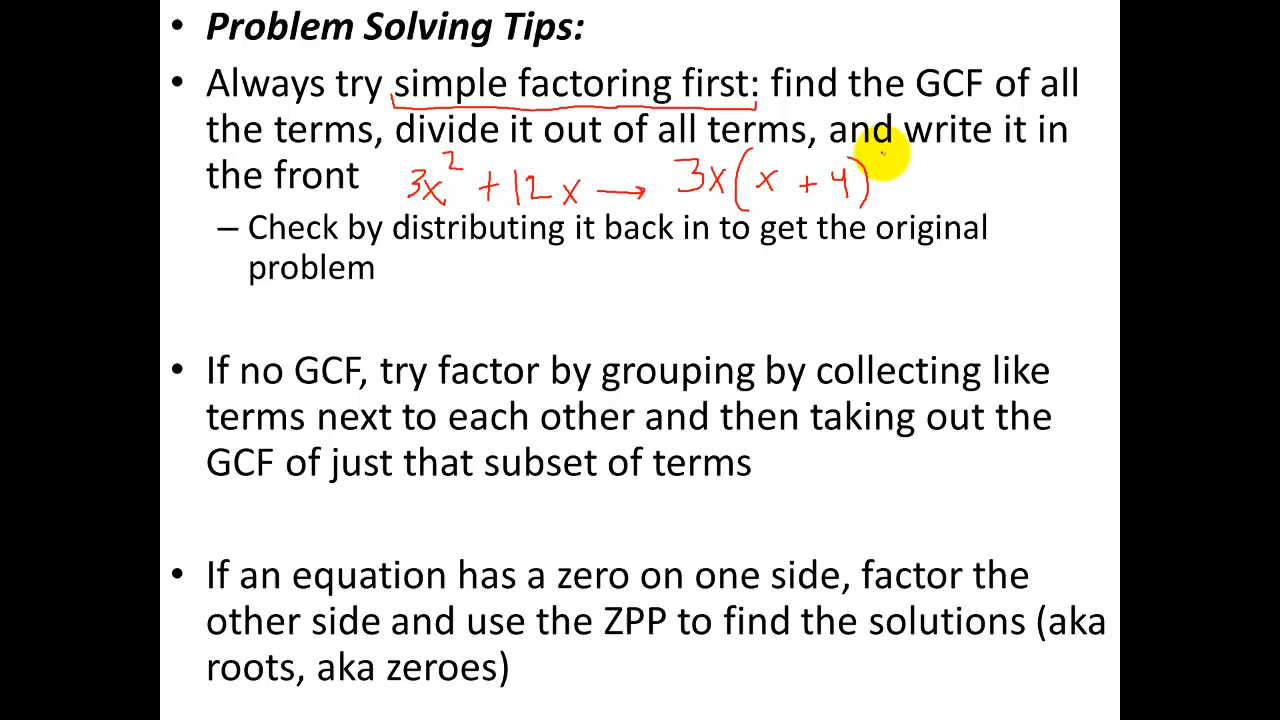 • Problem Solving Tips:
• Always try simple factoring first: find the GCF of all
the terms, divide it out of all terms, and write it in
the front 3x² + 12x → 3x(x + 4)
– Check by distributing it back in to get the original
problem
• If no GCF, try factor by grouping by collecting like
terms next to each other and then taking out the
GCF of just that subset of terms
• If an equation has a zero on one side, factor the
other side and use the ZPP to find the solutions (aka
roots, aka zeroes)